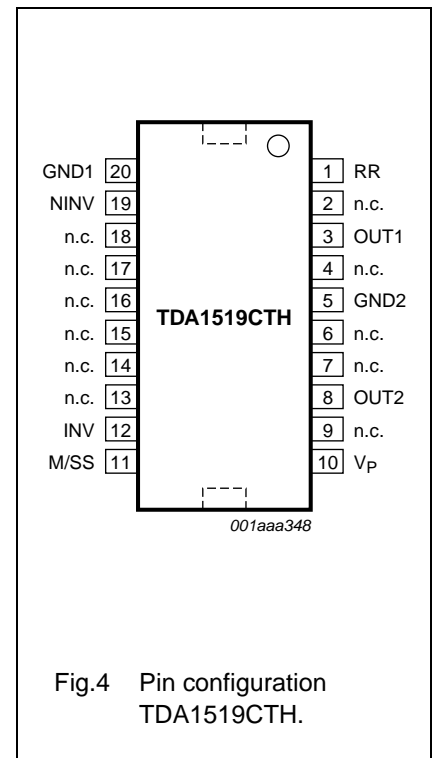 GND1 20 1 RR
NINV 19 2 n.c.
n.c. 18 3 OUT1
n.c. 17 4 n.c.
n.c. 16 5 GND2
n.c. 15 6 n.c.
TDA1519CTH
n.c. 14 7 n.c.
n.c. 13 8 OUT2
INV 12 9 n.c.
M/SS 11 10 VP
001aaa348
Fig.4 Pin configuration
TDA1519CTH.